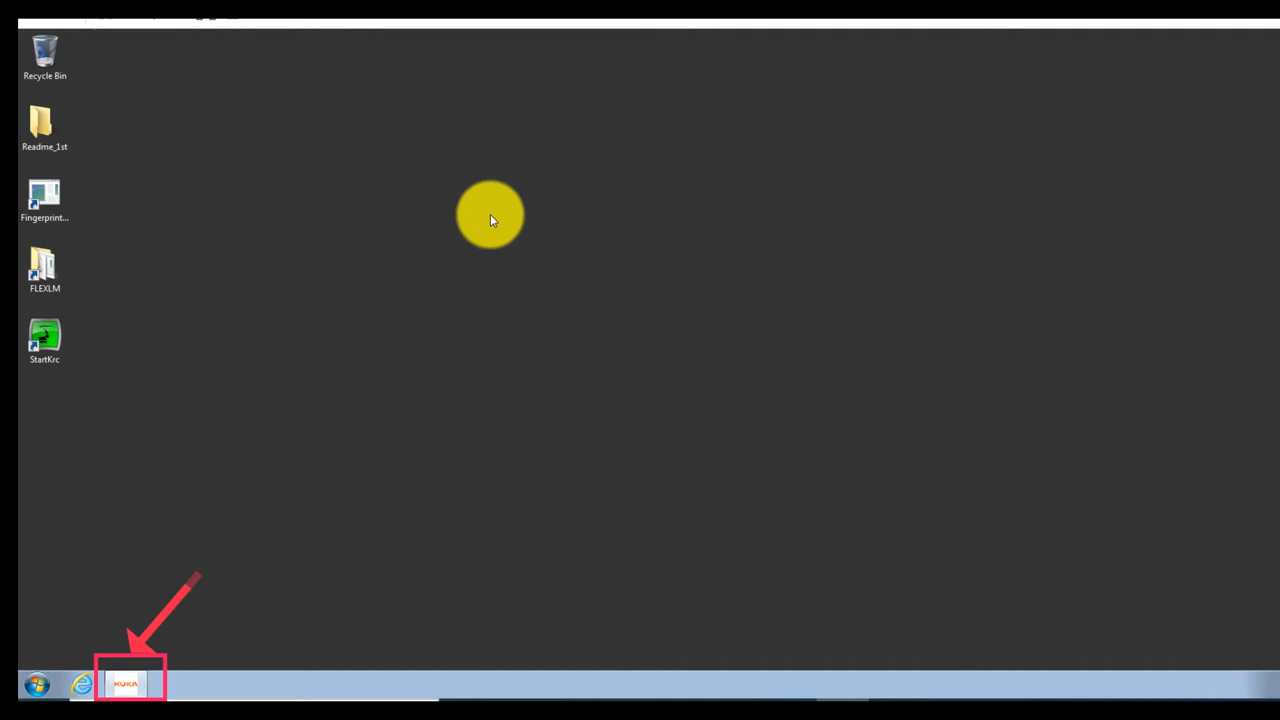 Recycle Bin
Readme_1st
Fingerprint...
FLEXLM
StartKrc
KUKA